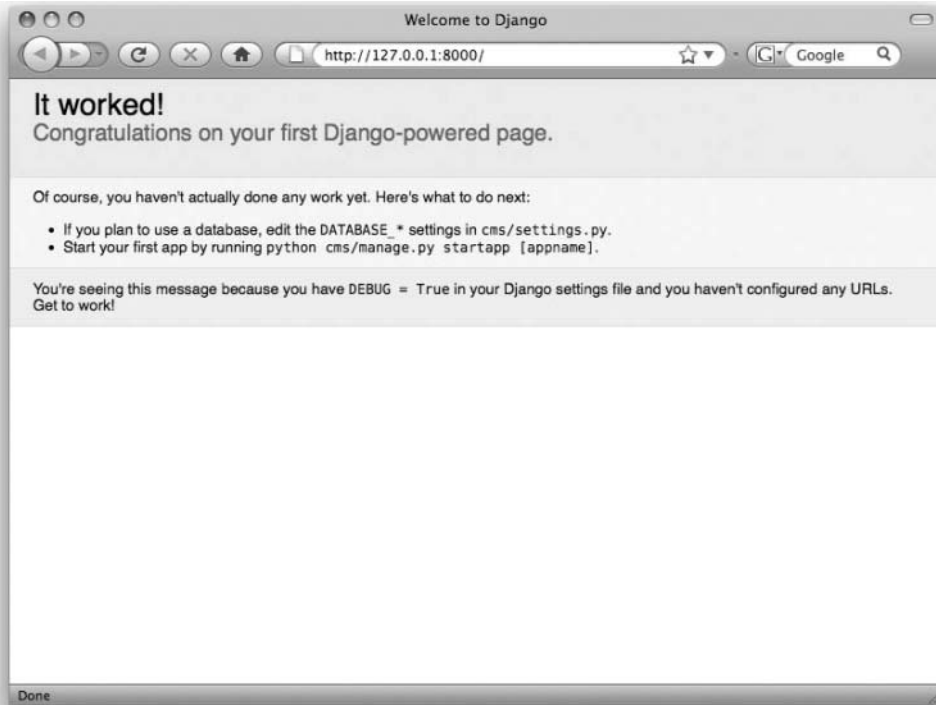 Welcome to Django
http://127.0.0.1:8000/
G
Google
It worked!
Congratulations on your first Django-powered page.
Of course, you haven't actually done any work yet. Here's what to do next:
• If you plan to use a database, edit the DATABASE_* settings in cms/settings.py.
• Start your first app by running python cms/manage.py startapp [appname].
You're seeing this message because you have DEBUG = True in your Django settings file and you haven't configured any URLs.
Get to work!
Done